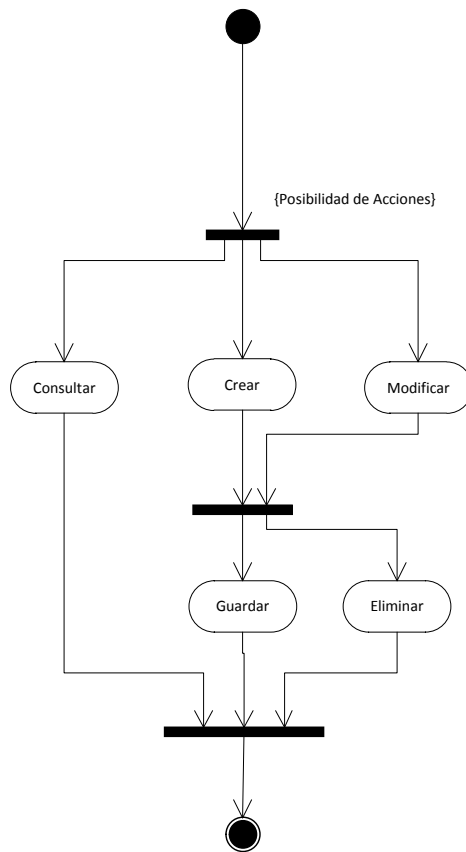 {Posibilidad de Acciones}
Consultar
Crear
Modificar
Guardar
Eliminar